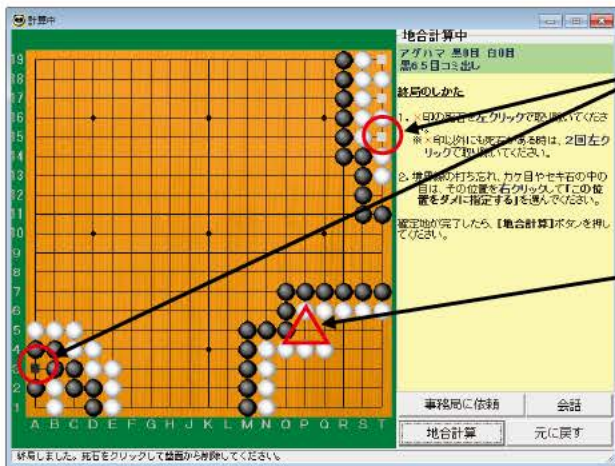 計算中
地合計算中
アゲハマ 黒0目 白0目
黒6 5目コミ出し
終局のしかた
1. ×印の死石を左クリックで取り除いてくださ
い。
※×印以外にも死石がある時は、2回左ク
リックで取り除いてください。
2. 境界線の打ち忘れ、カケ目やセキ石の中の
目は、その位置を右クリックして「この位
置をダメに指定する」を選んでください。
確定地が完了したら、【地合計算】ボタンを押し
てください。
19
18
17
16
15
14
13
12
11
10
9
8
7
6
5
4
3
2
1
A B C D E F G H J K L M N O P Q R S T
事務局に依頼 会話
地合計算 元に戻す
終局しました。死石をクリックして盤面から削除してください。